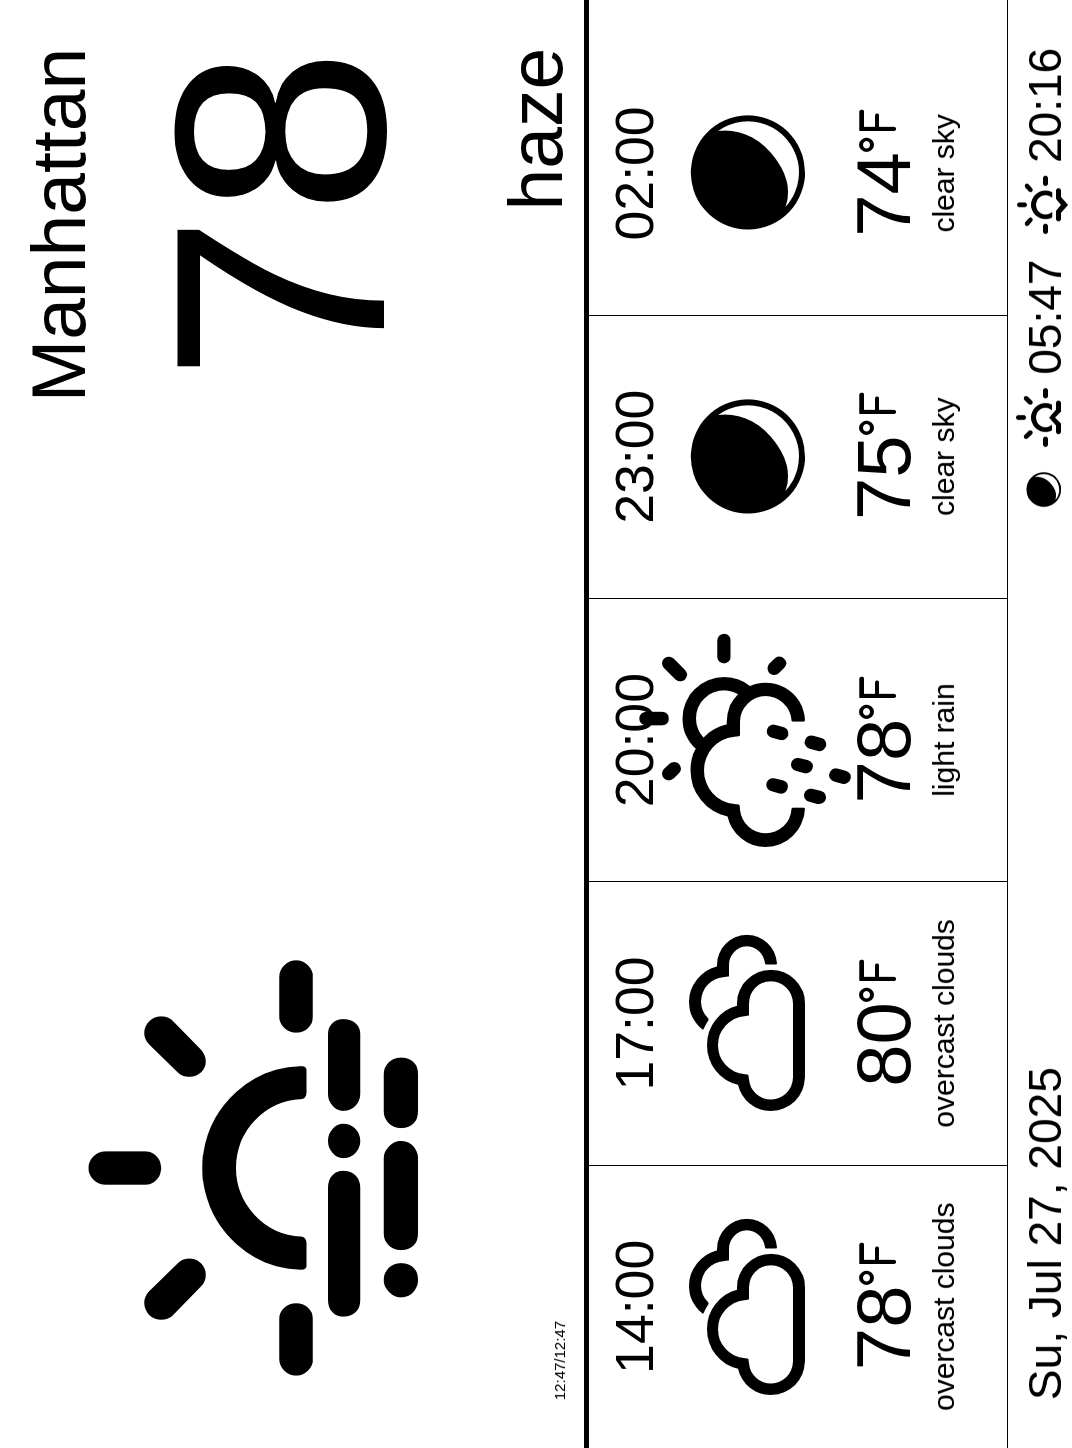 Manhattan
78
haze
12:47/12:47
14:00
78°F
overcast clouds
17:00
80°F
overcast clouds
20:00
78°F
light rain
23:00
75°F
clear sky
02:00
74°F
clear sky
Su, Jul 27, 2025
05:47
20:16